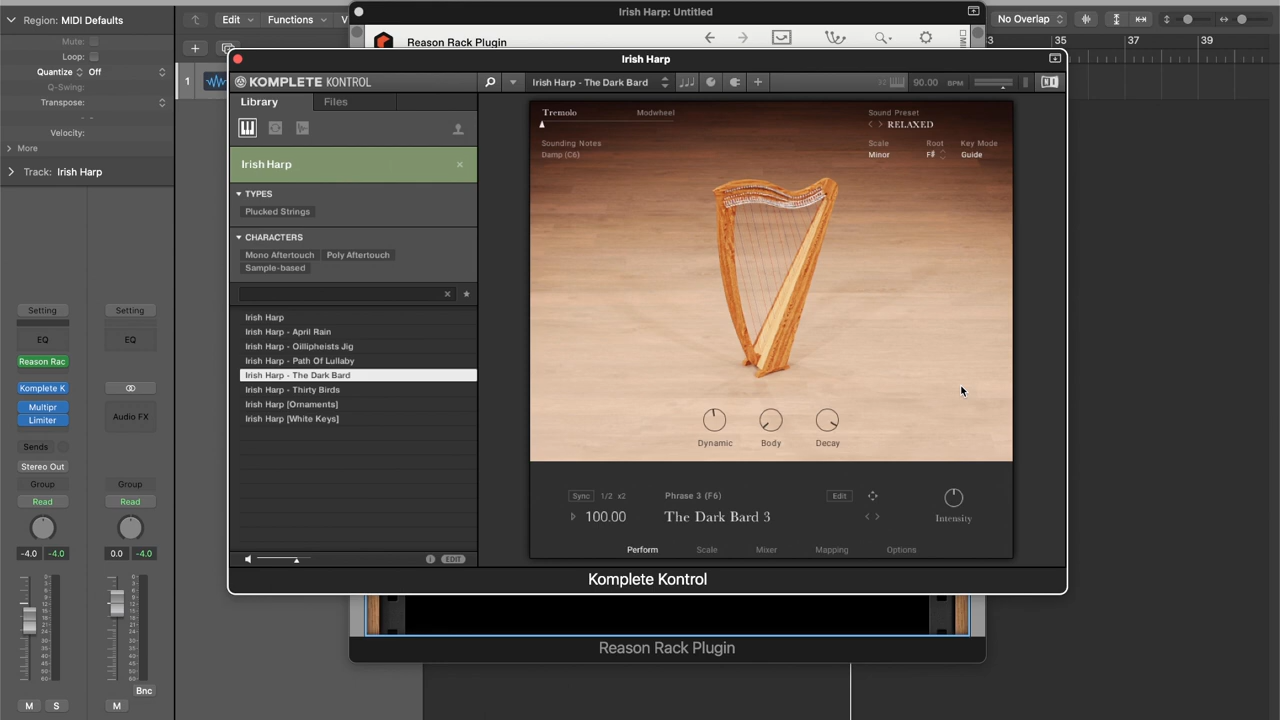 Region: MIDI Defaults
Mute:
Loop:
Quantize Off
Q-Swing:
Transpose:
Velocity:
More
Track: Irish Harp
Setting Setting
EQ EQ
Reason Rac
Komplete K
Audio FX
Multipr
Limiter
Sends
Stereo Out
Group Group
Read Read
-4.0 -4.0 0.0 -4.0
Bnc
M S M
Edit Functions V
No Overlap
3 35 37 39
1
Irish Harp: Untitled
Reason Rack Plugin
Irish Harp
KOMPLETE KONTROL
Irish Harp - The Dark Bard
90.00 BPM
Library Files
Irish Harp
TYPES
Plucked Strings
CHARACTERS
Mono Aftertouch Poly Aftertouch
Sample-based
Irish Harp
Irish Harp - April Rain
Irish Harp - Oillipheists Jig
Irish Harp - Path Of Lullaby
Irish Harp - The Dark Bard
Irish Harp - Thirty Birds
Irish Harp [Ornaments]
Irish Harp [White Keys]
EDIT
Tremolo Modwheel
Sounding Notes
Damp (C6)
Sound Preset
RELAXED
Scale Root Key Mode
Minor F# Guide
Dynamic Body Decay
Sync 1/2 x2 Phrase 3 (F6) Edit
100.00 The Dark Bard 3
Intensity
Perform Scale Mixer Mapping Options
Komplete Kontrol
Reason Rack Plugin